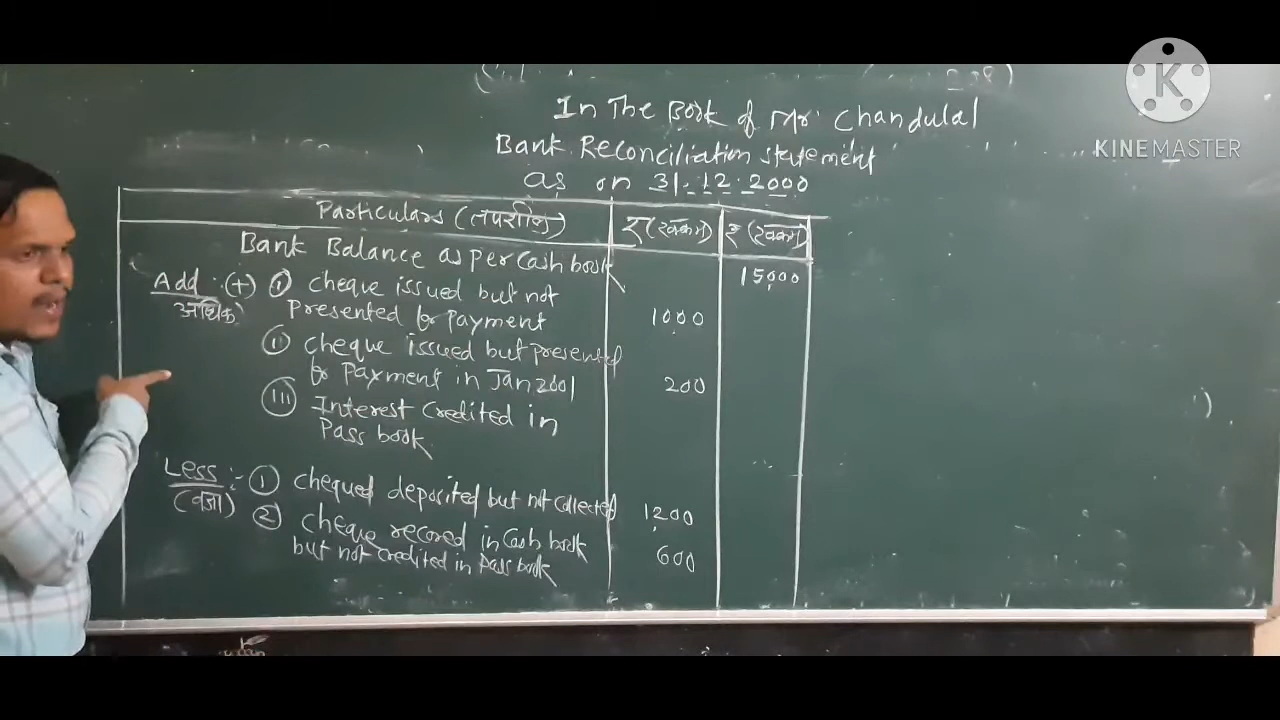 In The Book of Mr. Chandulal
Bank Reconciliation statement
as on 31.12.2000
Particulars (तपशील) ₹ (रक्कम) ₹ (रक्कम)
Bank Balance as per Cash book 15000
Add :(+) (I) cheque issued but not
अधिक Presented for Payment 1000
(II) cheque issued but presented
for Payment in Jan 2001 200
(III) Interest Credited in
Pass book
Less :- (1) chequed deposited but not collected 1200
(वजा) (2) Cheque record in Cash book
but not credited in Pass book 600
K
KINEMASTER